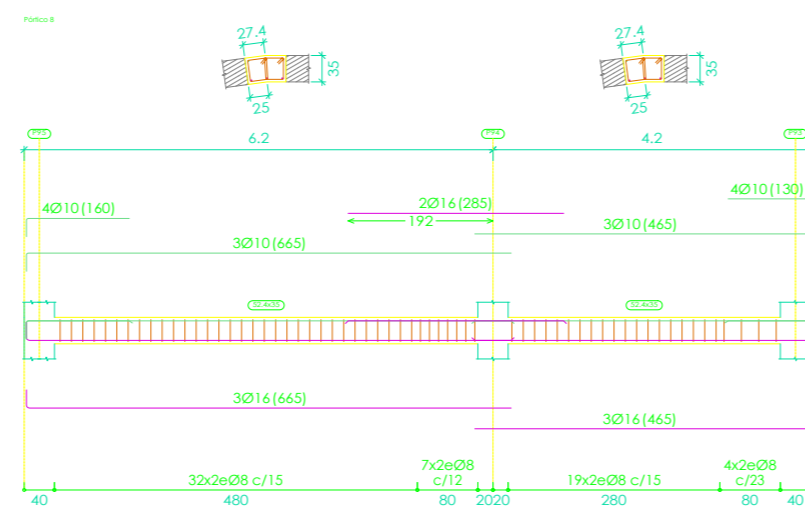 Pórtico 8
27.4
35
25
27.4
35
25
P95
6.2
P94
4.2
4Ø10(160)
2Ø16(285)
4Ø10(130)
192
3Ø10(465)
3Ø10(665)
3Ø16(665)
3Ø16(465)
32x2eØ8 c/15
7x2eØ8
c/12
19x2eØ8 c/15
4x2eØ8
c/23
40
480
80
2020
280
80
40